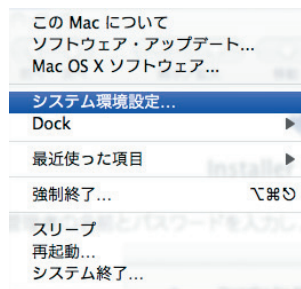 この Mac について
ソフトウェア・アップデート...
Mac OS X ソフトウェア...
システム環境設定...
Dock ▶
最近使った項目 ▶
Installer
強制終了... ⌥⌘⎋
スリープ
再起動...
システム終了...